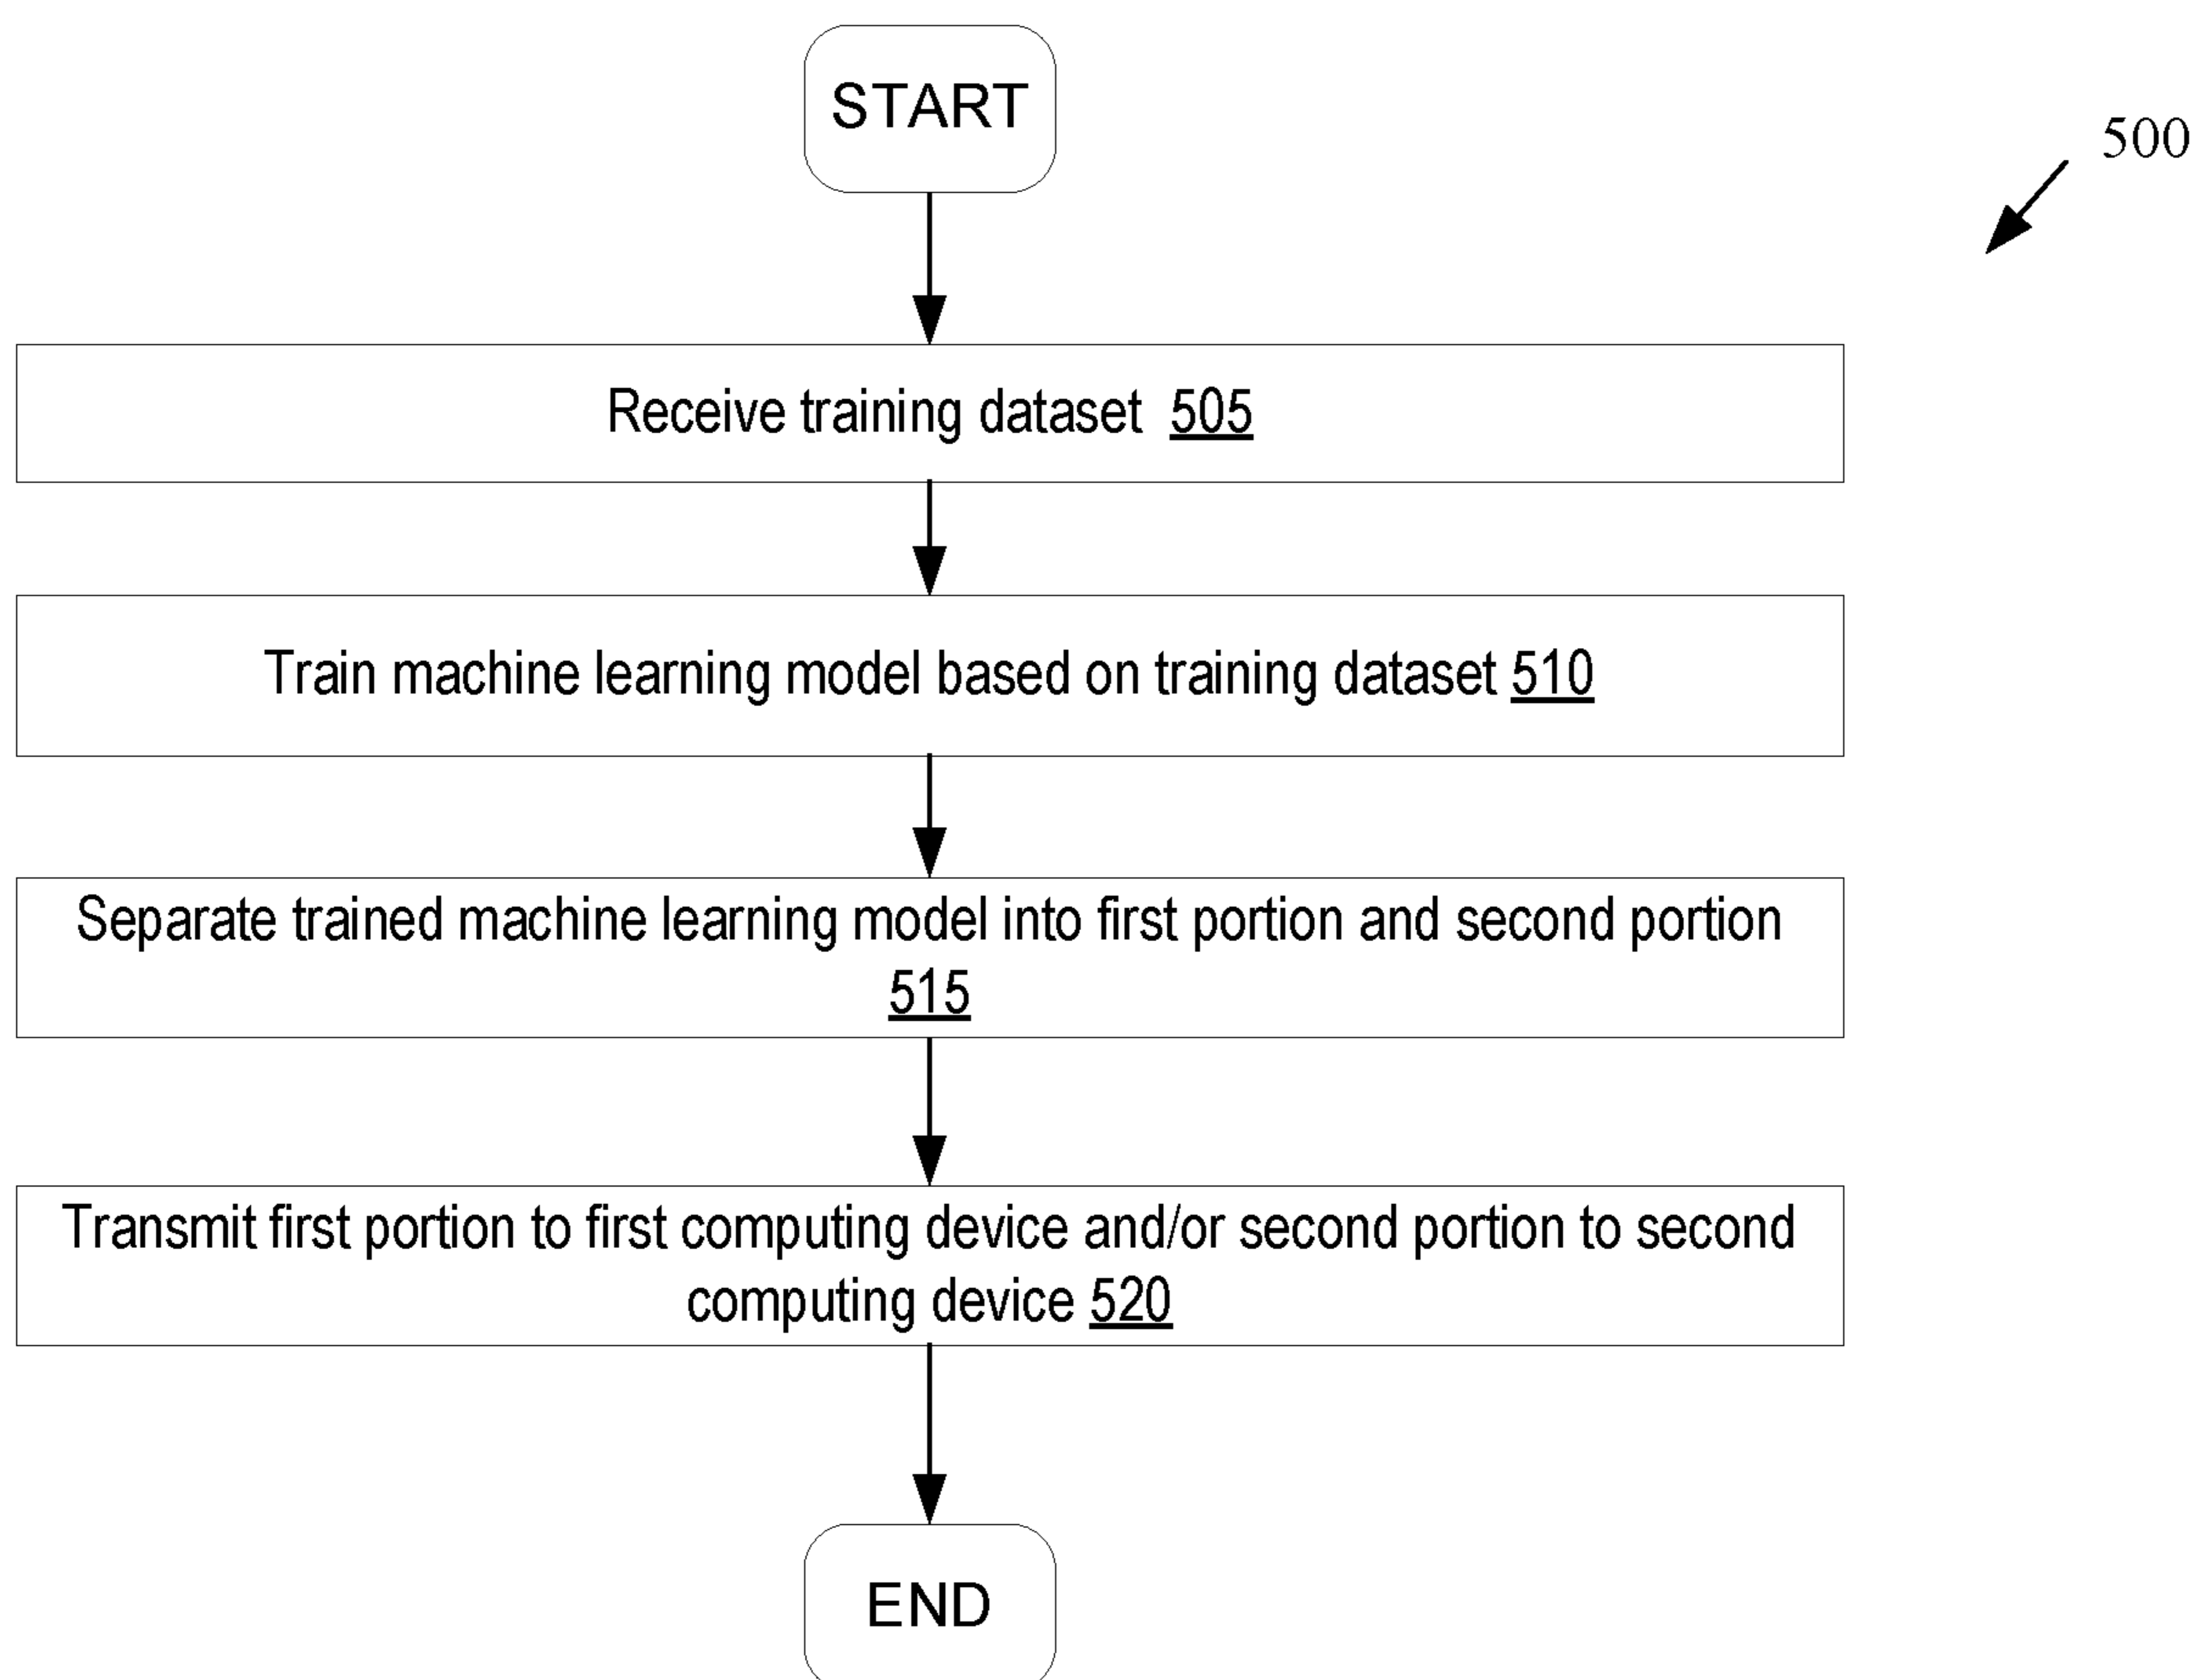 START
500
Receive training dataset 505
Train machine learning model based on training dataset 510
Separate trained machine learning model into first portion and second portion
515
Transmit first portion to first computing device and/or second portion to second
computing device 520
END